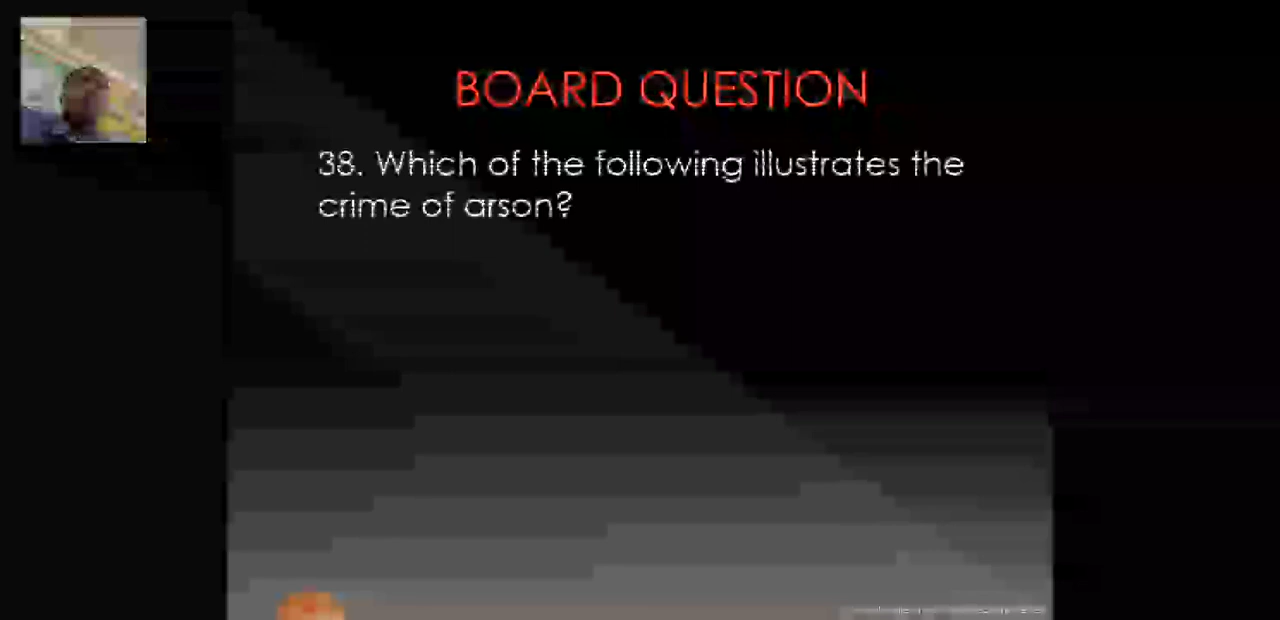 BOARD QUESTION
38. Which of the following illustrates the
crime of arson?